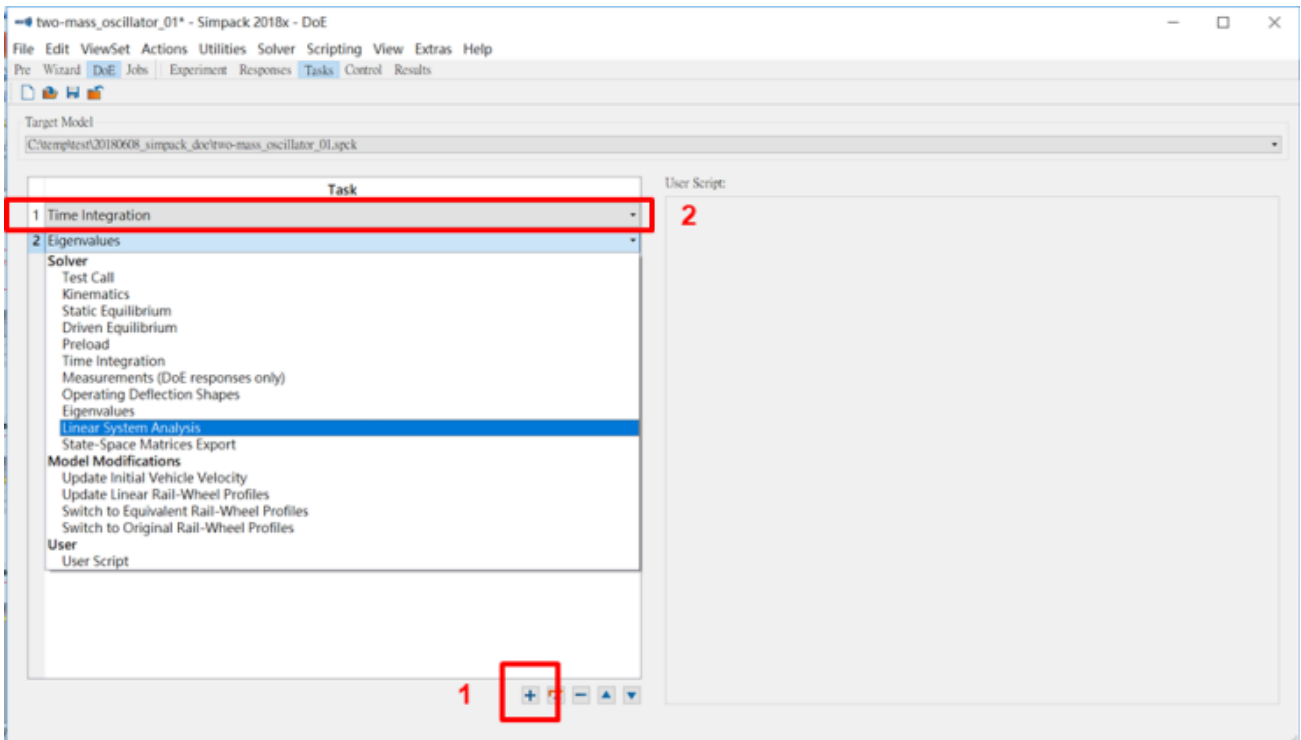 two-mass_oscillator_01* - Simpack 2018x - DoE
File Edit ViewSet Actions Utilities Solver Scripting View Extras Help
Pre Wizard DoE Jobs Experiment Responses Tasks Control Results
Target Model
C:\temp\test\20180608_simpack_doe\two-mass_oscillator_01.spck
Task
User Script:
1 Time Integration
2
2 Eigenvalues
Solver
Test Call
Kinematics
Static Equilibrium
Driven Equilibrium
Preload
Time Integration
Measurements (DoE responses only)
Operating Deflection Shapes
Eigenvalues
Linear System Analysis
State-Space Matrices Export
Model Modifications
Update Initial Vehicle Velocity
Update Linear Rail-Wheel Profiles
Switch to Equivalent Rail-Wheel Profiles
Switch to Original Rail-Wheel Profiles
User
User Script
1